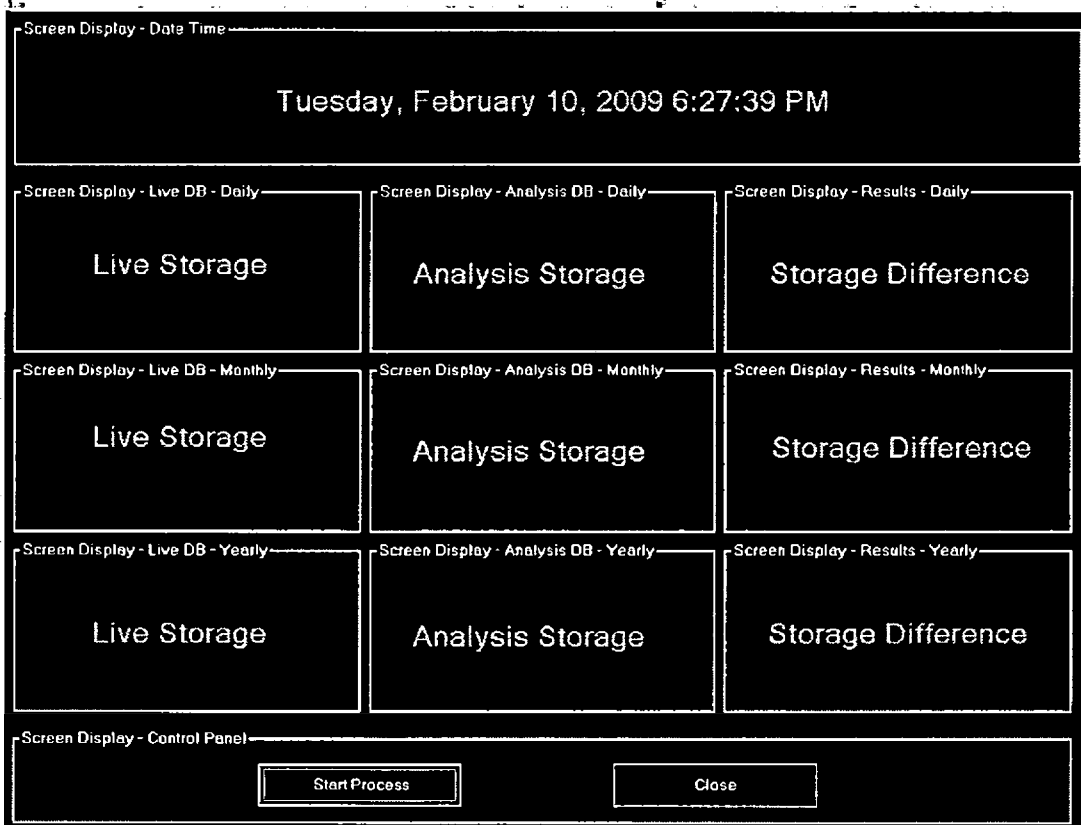 Screen Display - Date Time
Tuesday, February 10, 2009 6:27:39 PM
Screen Display - Live DB - Daily
Screen Display - Analysis DB - Daily
Screen Display - Results - Daily
Live Storage
Analysis Storage
Storage Difference
Screen Display - Live DB - Monthly
Screen Display - Analysis DB - Monthly
Screen Display - Results - Monthly
Live Storage
Analysis Storage
Storage Difference
Screen Display - Live DB - Yearly
Screen Display - Analysis DB - Yearly
Screen Display - Results - Yearly
Live Storage
Analysis Storage
Storage Difference
Screen Display - Control Panel
Start Process
Close